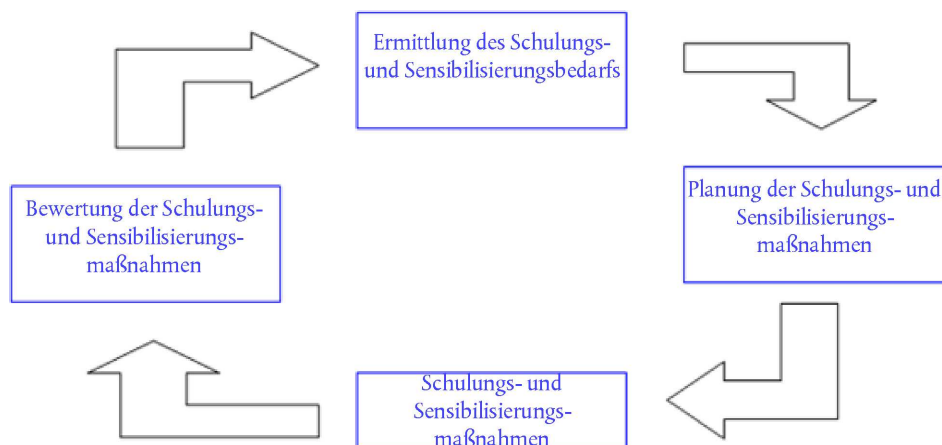 Ermittlung des Schulungs-
und Sensibilisierungsbedarfs
Planung der Schulungs- und
Sensibilisierungs-
maßnahmen
Schulungs- und
Sensibilisierungs-
maßnahmen
Bewertung der Schulungs-
und Sensibilisierungs-
maßnahmen